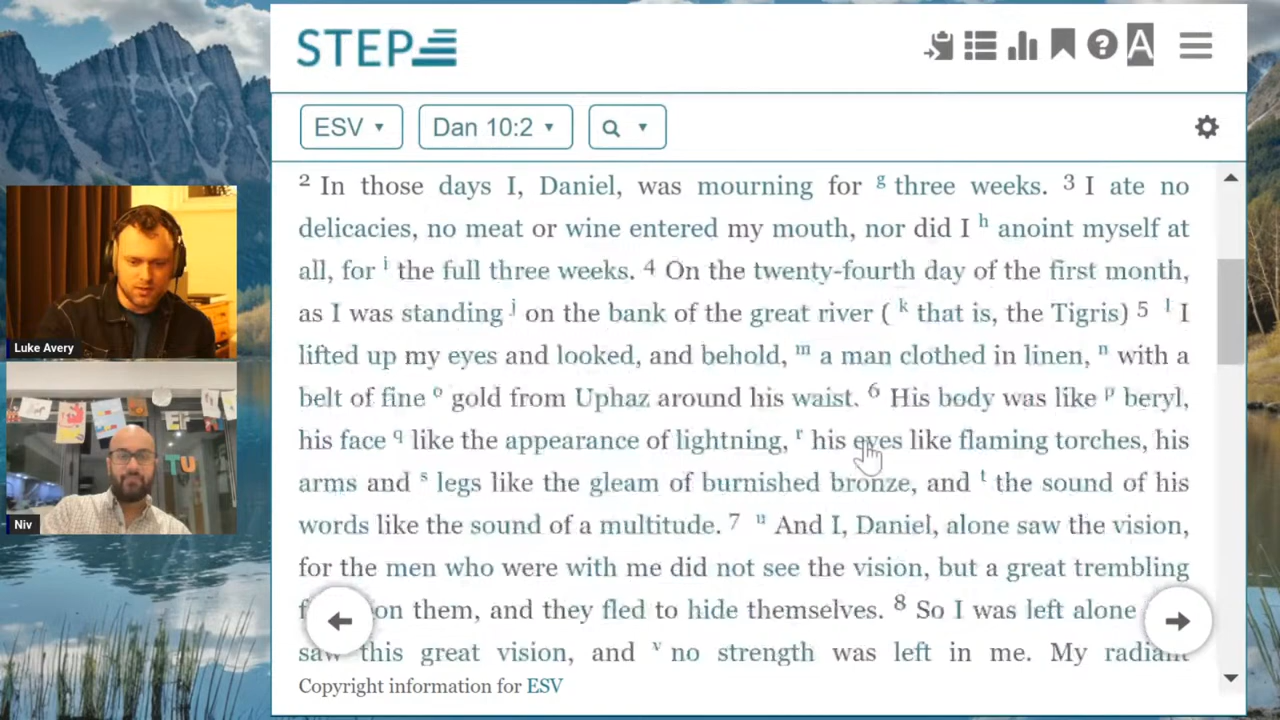 STEP
A
ESV
Dan 10:2
2 In those days I, Daniel, was mourning for g three weeks. 3 I ate no
delicacies, no meat or wine entered my mouth, nor did I h anoint myself at
all, for i the full three weeks. 4 On the twenty-fourth day of the first month,
as I was standing j on the bank of the great river ( k that is, the Tigris) 5 l I
lifted up my eyes and looked, and behold, m a man clothed in linen, n with a
belt of fine o gold from Uphaz around his waist. 6 His body was like p beryl,
his face q like the appearance of lightning, r his eyes like flaming torches, his
arms and s legs like the gleam of burnished bronze, and t the sound of his
words like the sound of a multitude. 7 u And I, Daniel, alone saw the vision,
for the men who were with me did not see the vision, but a great trembling
on them, and they fled to hide themselves. 8 So I was left alone
saw this great vision, and v no strength was left in me. My radiant
Copyright information for ESV
Luke Avery
Niv
TU